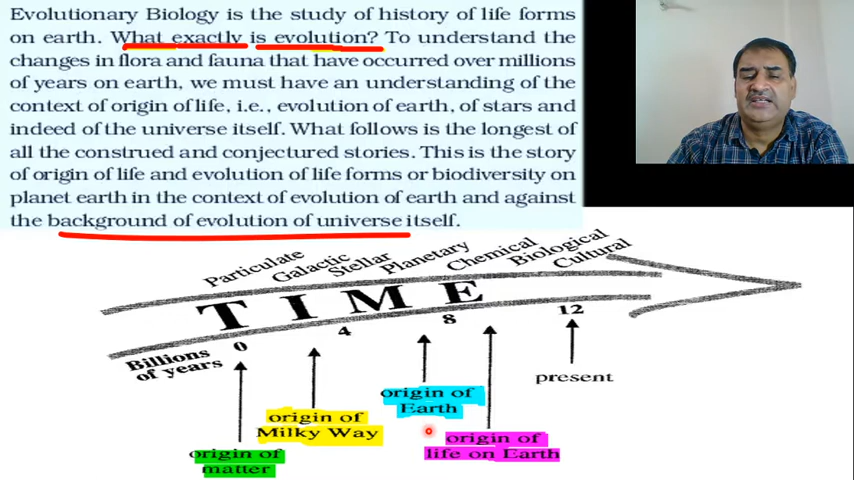 Evolutionary Biology is the study of history of life forms
on earth. What exactly is evolution? To understand the
changes in flora and fauna that have occurred over millions
of years on earth, we must have an understanding of the
context of origin of life, i.e., evolution of earth, of stars and
indeed of the universe itself. What follows is the longest of
all the construed and conjectured stories. This is the story
of origin of life and evolution of life forms or biodiversity on
planet earth in the context of evolution of earth and against
the background of evolution of universe itself.
Particulate Galactic Stellar Planetary Chemical Biological Cultural
TIME
Billions
of years
0 4 8 12
present
origin of
Earth
origin of
Milky Way
origin of
life on Earth
origin of
matter